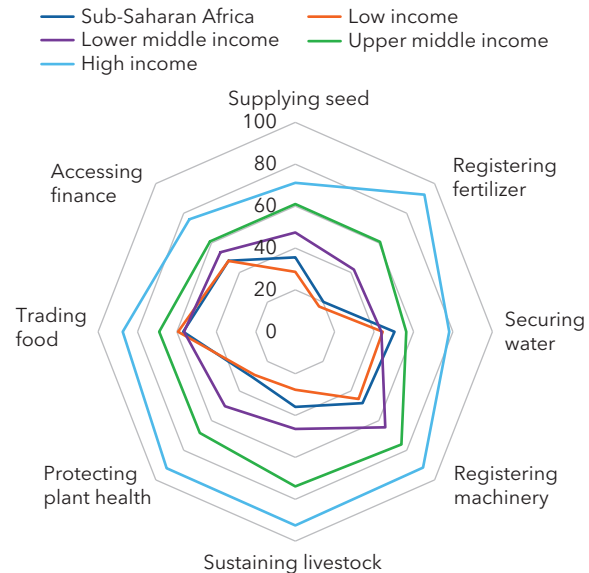 Sub-Saharan Africa
Low income
Lower middle income
Upper middle income
High income
Supplying seed
100
80
60
40
20
0
Registering
fertilizer
Securing
water
Registering
machinery
Sustaining livestock
Protecting
plant health
Trading
food
Accessing
finance